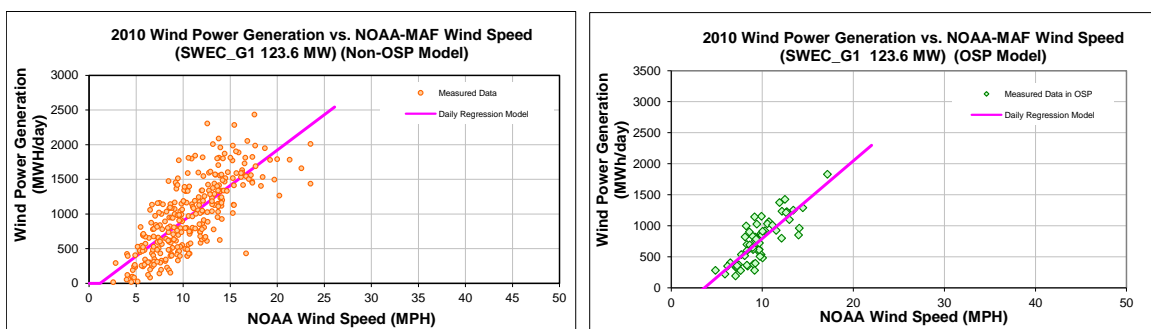 2010 Wind Power Generation vs. NOAA-MAF Wind Speed
(SWEC_G1 123.6 MW) (Non-OSP Model)
Wind Power Generation
(MWH/day)
3000
2500
2000
1500
1000
500
0
Measured Data
Daily Regression Model
0 5 10 15 20 25 30 35 40 45 50
NOAA Wind Speed (MPH)
2010 Wind Power Generation vs. NOAA-MAF Wind Speed
(SWEC_G1 123.6 MW) (OSP Model)
Wind Power Generation
(MWh/day)
3500
3000
2500
2000
1500
1000
500
0
Measured Data in OSP
Daily Regression Model
0 10 20 30 40 50
NOAA Wind Speed (MPH)